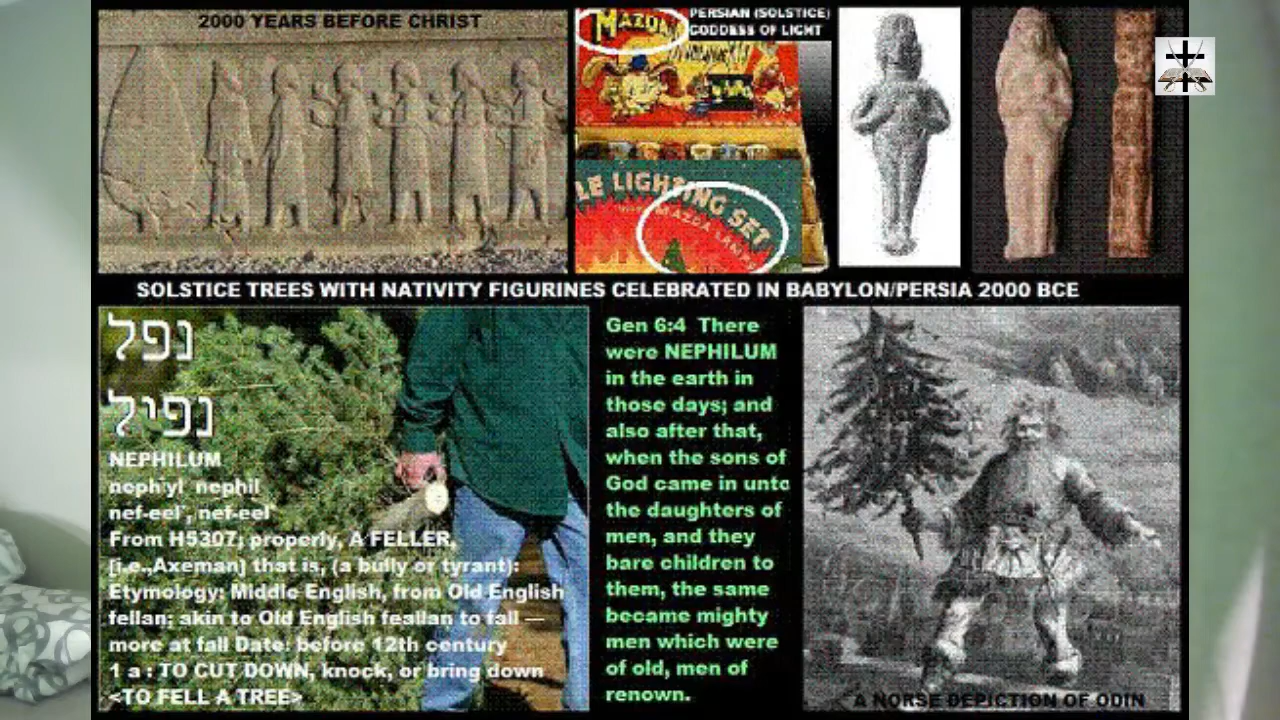 2000 YEARS BEFORE CHRIST
MAZDA
PERSIAN (SOLSTICE)
GODDESS OF LIGHT
LE LIGHTING SET
WITH MAZDA LAMPS
SOLSTICE TREES WITH NATIVITY FIGURINES CELEBRATED IN BABYLON/PERSIA 2000 BCE
נפל
נפיל
NEPHILUM
nepĥyl nephil
nef-eel', nef-eel'
From H5307; properly, A FELLER,
[i.e.,Axeman] that is, (a bully or tyrant):
Etymology: Middle English, from Old English
fellan; akin to Old English feallan to fall —
more at fall Date: before 12th century
1 a : TO CUT DOWN, knock, or bring down
<TO FELL A TREE>
Gen 6:4 There
were NEPHILUM
in the earth in
those days; and
also after that,
when the sons of
God came in unto
the daughters of
men, and they
bare children to
them, the same
became mighty
men which were
of old, men of
renown.
A NORSE DEPICTION OF ODIN